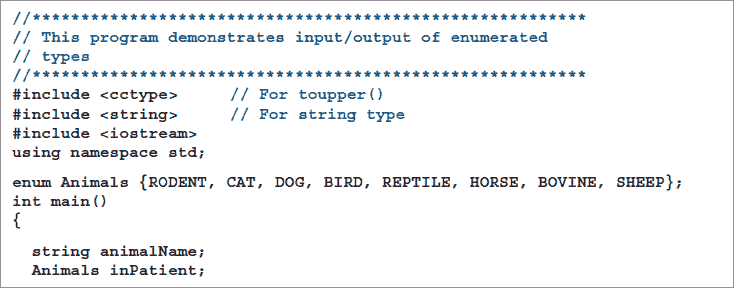 //*********************************************************
// This program demonstrates input/output of enumerated
// types
//*********************************************************
#include <cctype>     // For toupper()
#include <string>     // For string type
#include <iostream>
using namespace std;
enum Animals {RODENT, CAT, DOG, BIRD, REPTILE, HORSE, BOVINE, SHEEP};
int main()
{
  string animalName;
  Animals inPatient;